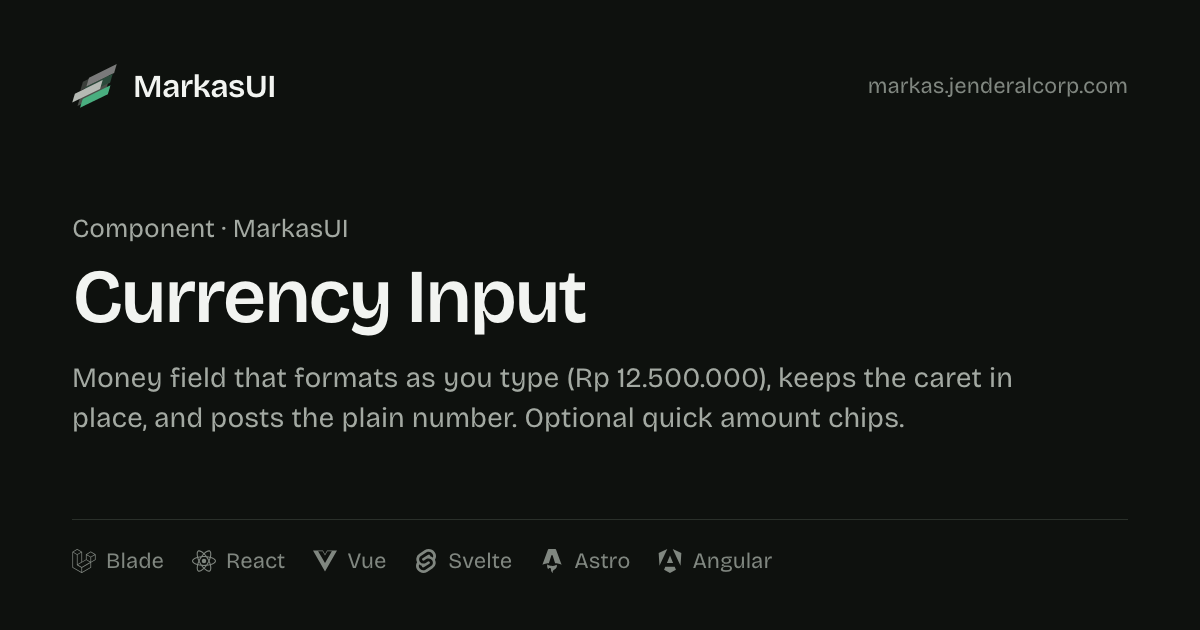 MarkasUI
markas.jenderalcorp.com
Component · MarkasUI
Currency Input
Money field that formats as you type (Rp 12.500.000), keeps the caret in
place, and posts the plain number. Optional quick amount chips.
Blade React Vue Svelte Astro Angular